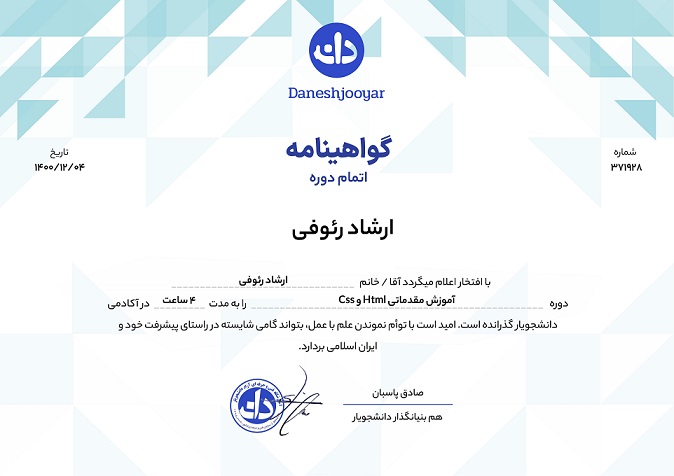 دانه
Daneshjooyar
گواهینامه
اتمام دوره
شماره
۳۷۱۹۲۸
تاریخ
۱۴۰۰/۱۲/۰۴
ارشاد رئوفی
با افتخار اعلام میگردد آقا / خانم ارشاد رئوفی
دوره آموزش مقدماتی Html و Css را به مدت ۴ ساعت در آکادمی
دانشجویار گذرانده است. امید است با توأم نمودن علم با عمل، بتواند گامی شایسته در راستای پیشرفت خود و
ایران اسلامی بردارد.
صادق پاسبان
هم بنیانگذار دانشجویار